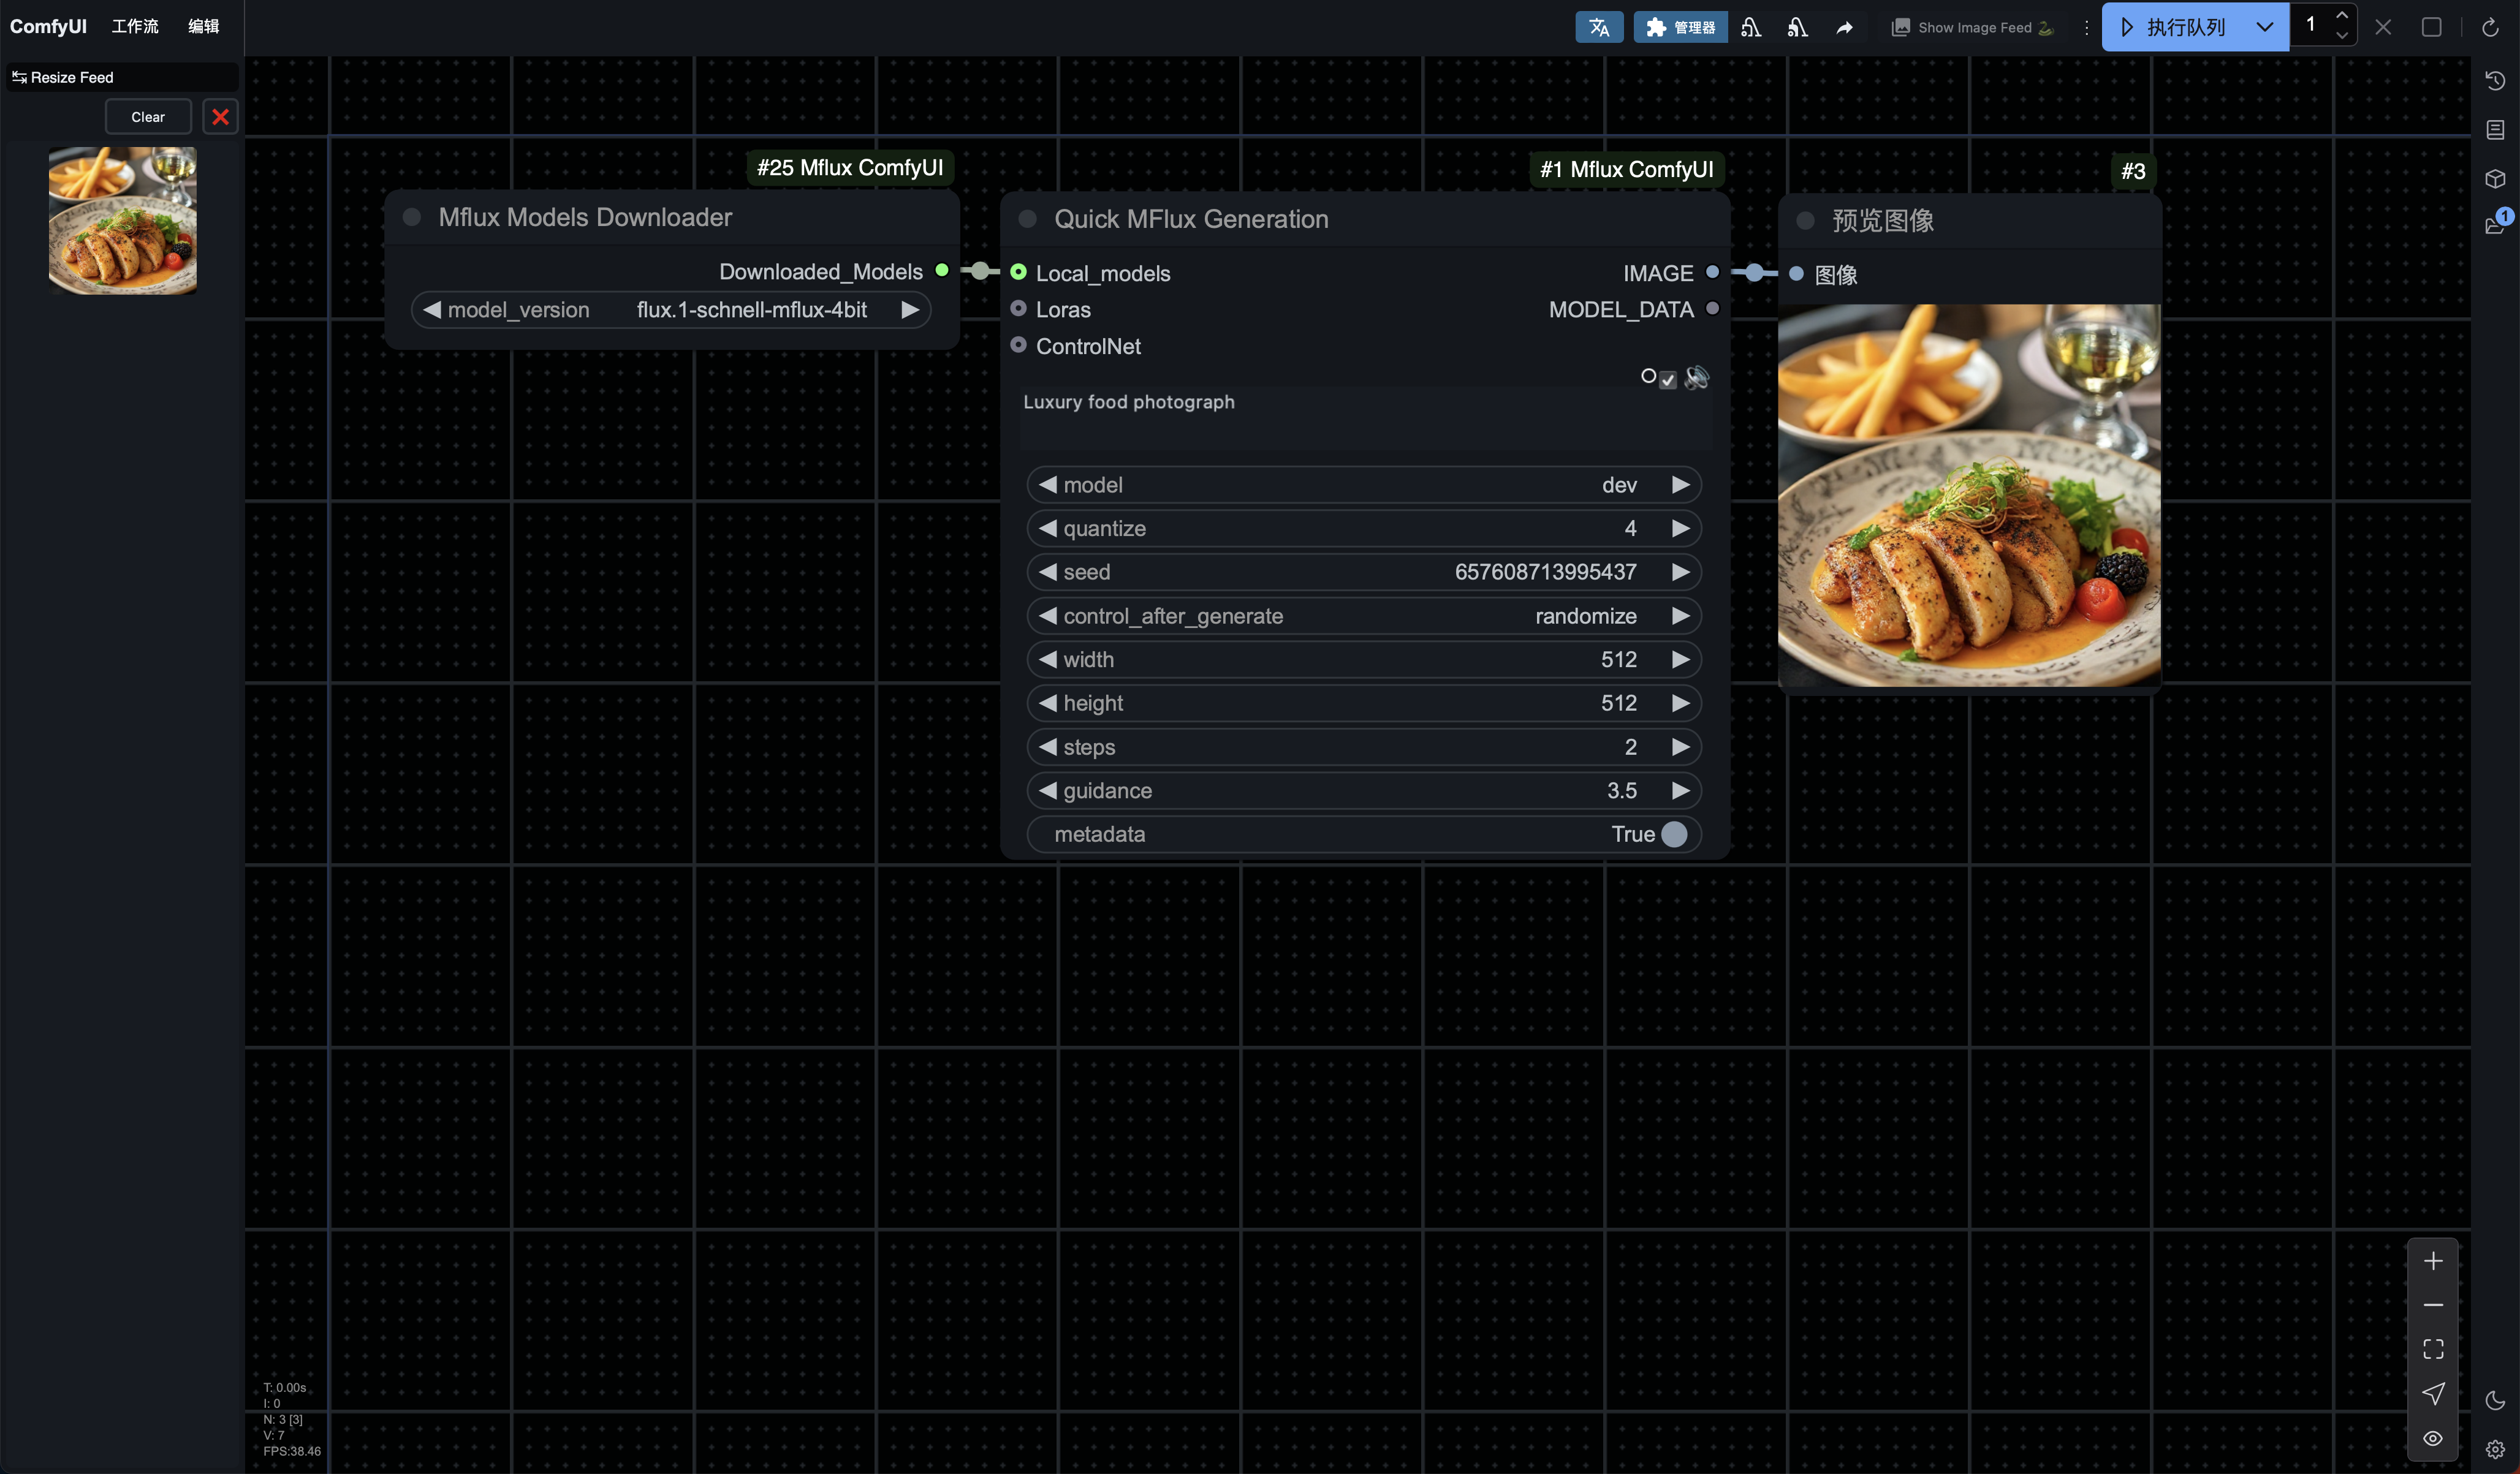 ComfyUI 工作流 编辑
管理器
Show Image Feed
执行队列
1
Resize Feed
Clear
1
#25 Mflux ComfyUI
Mflux Models Downloader
Downloaded_Models
model_version flux.1-schnell-mflux-4bit
#1 Mflux ComfyUI
Quick MFlux Generation
Local_models IMAGE
Loras MODEL_DATA
ControlNet
Luxury food photograph
model dev
quantize 4
seed 657608713995437
control_after_generate randomize
width 512
height 512
steps 2
guidance 3.5
metadata True
#3
预览图像
图像
T: 0.00s
I: 0
N: 3 [3]
V: 7
FPS:38.46